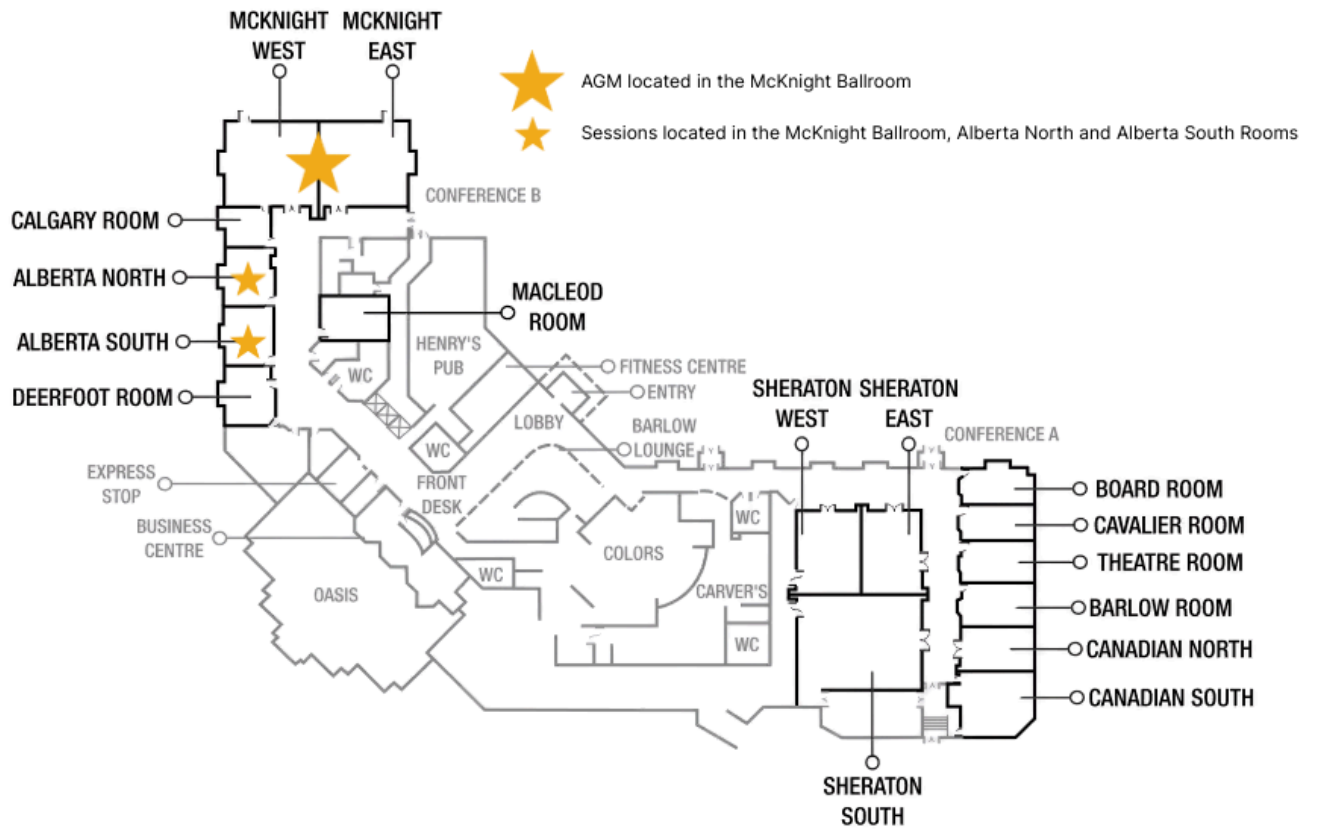 MCKNIGHT
WEST
MCKNIGHT
EAST
AGM located in the McKnight Ballroom
Sessions located in the McKnight Ballroom, Alberta North and Alberta South Rooms
CONFERENCE B
CALGARY ROOM
ALBERTA NORTH
ALBERTA SOUTH
DEERFOOT ROOM
MACLEOD
ROOM
HENRY'S
PUB
WC
FITNESS CENTRE
ENTRY
LOBBY
BARLOW
LOUNGE
WC
SHERATON
WEST
SHERATON
EAST
CONFERENCE A
EXPRESS
STOP
FRONT
DESK
BUSINESS
CENTRE
OASIS
WC
COLORS
WC
CARVER'S
WC
BOARD ROOM
CAVALIER ROOM
THEATRE ROOM
BARLOW ROOM
CANADIAN NORTH
CANADIAN SOUTH
SHERATON
SOUTH